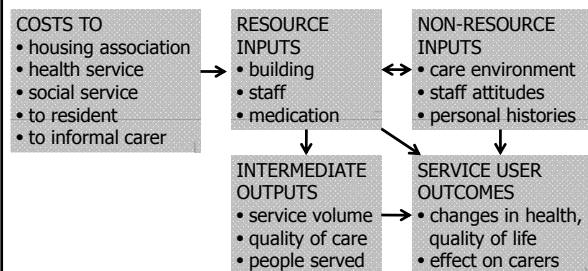 COSTS TO
• housing association
• health service
• social service
• to resident
• to informal carer
RESOURCE
INPUTS
• building
• staff
• medication
NON-RESOURCE
INPUTS
• care environment
• staff attitudes
• personal histories
INTERMEDIATE
OUTPUTS
• service volume
• quality of care
• people served
SERVICE USER
OUTCOMES
• changes in health,
quality of life
• effect on carers